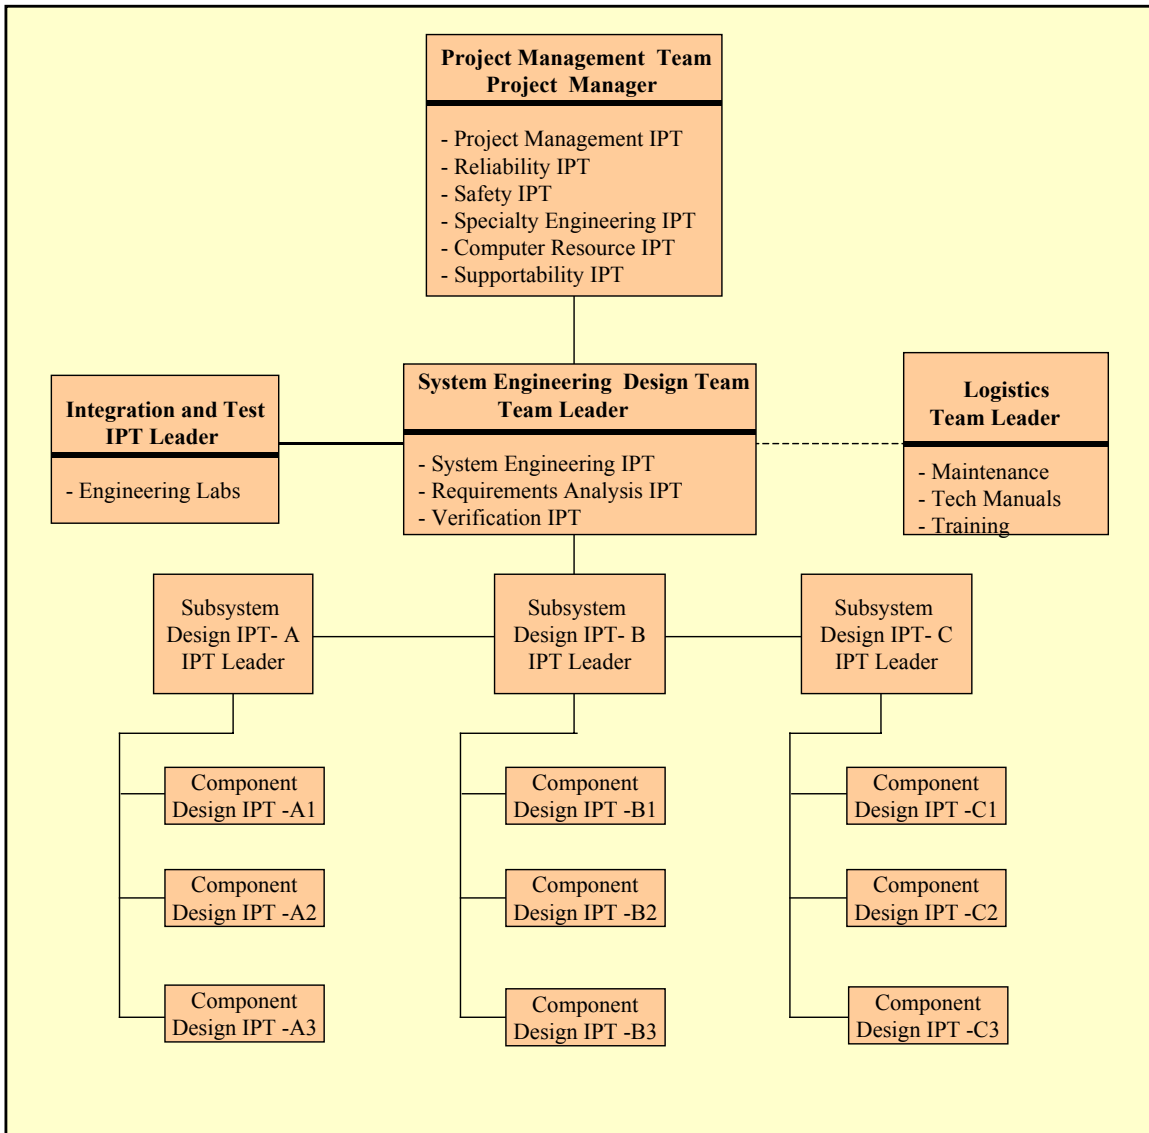 Project Management Team
Project Manager
- Project Management IPT
- Reliability IPT
- Safety IPT
- Specialty Engineering IPT
- Computer Resource IPT
- Supportability IPT
Integration and Test
IPT Leader
- Engineering Labs
System Engineering Design Team
Team Leader
- System Engineering IPT
- Requirements Analysis IPT
- Verification IPT
Logistics
Team Leader
- Maintenance
- Tech Manuals
- Training
Subsystem
Design IPT- A
IPT Leader
Subsystem
Design IPT- B
IPT Leader
Subsystem
Design IPT- C
IPT Leader
Component
Design IPT -A1
Component
Design IPT -B1
Component
Design IPT -C1
Component
Design IPT -A2
Component
Design IPT -B2
Component
Design IPT -C2
Component
Design IPT -A3
Component
Design IPT -B3
Component
Design IPT -C3